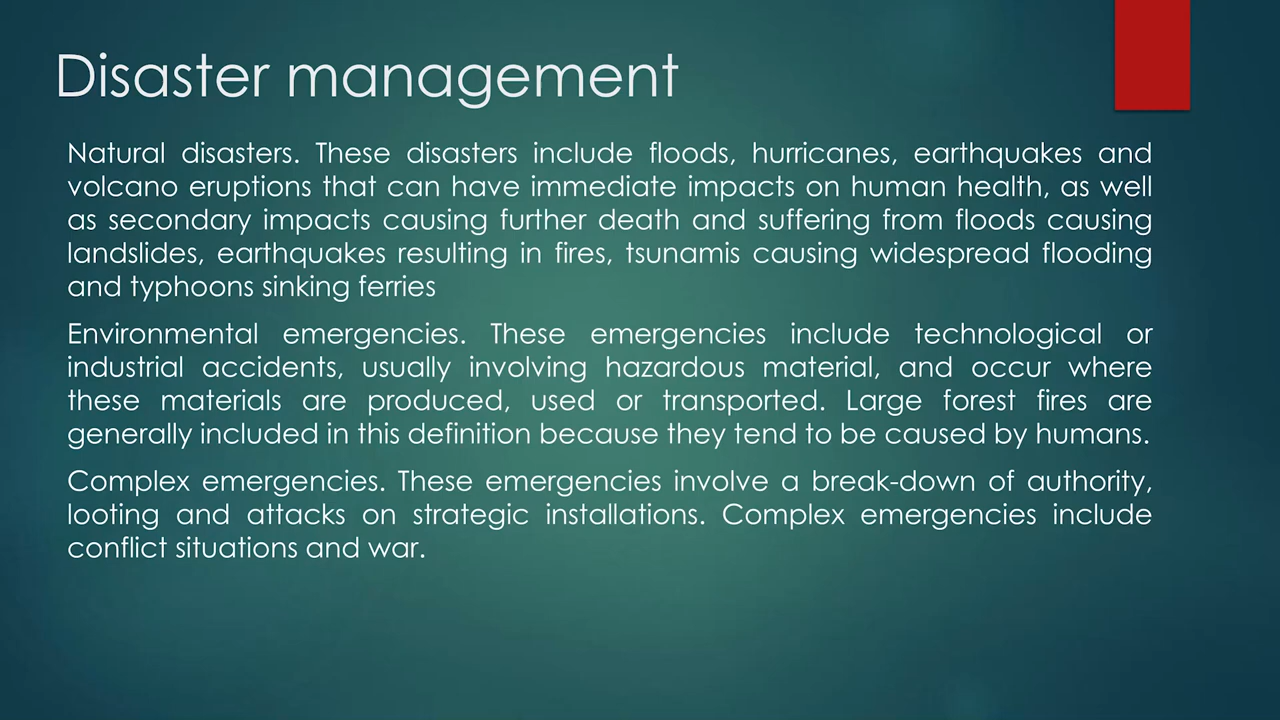 Disaster management
Natural disasters. These disasters include floods, hurricanes, earthquakes and
volcano eruptions that can have immediate impacts on human health, as well
as secondary impacts causing further death and suffering from floods causing
landslides, earthquakes resulting in fires, tsunamis causing widespread flooding
and typhoons sinking ferries
Environmental emergencies. These emergencies include technological or
industrial accidents, usually involving hazardous material, and occur where
these materials are produced, used or transported. Large forest fires are
generally included in this definition because they tend to be caused by humans.
Complex emergencies. These emergencies involve a break-down of authority,
looting and attacks on strategic installations. Complex emergencies include
conflict situations and war.